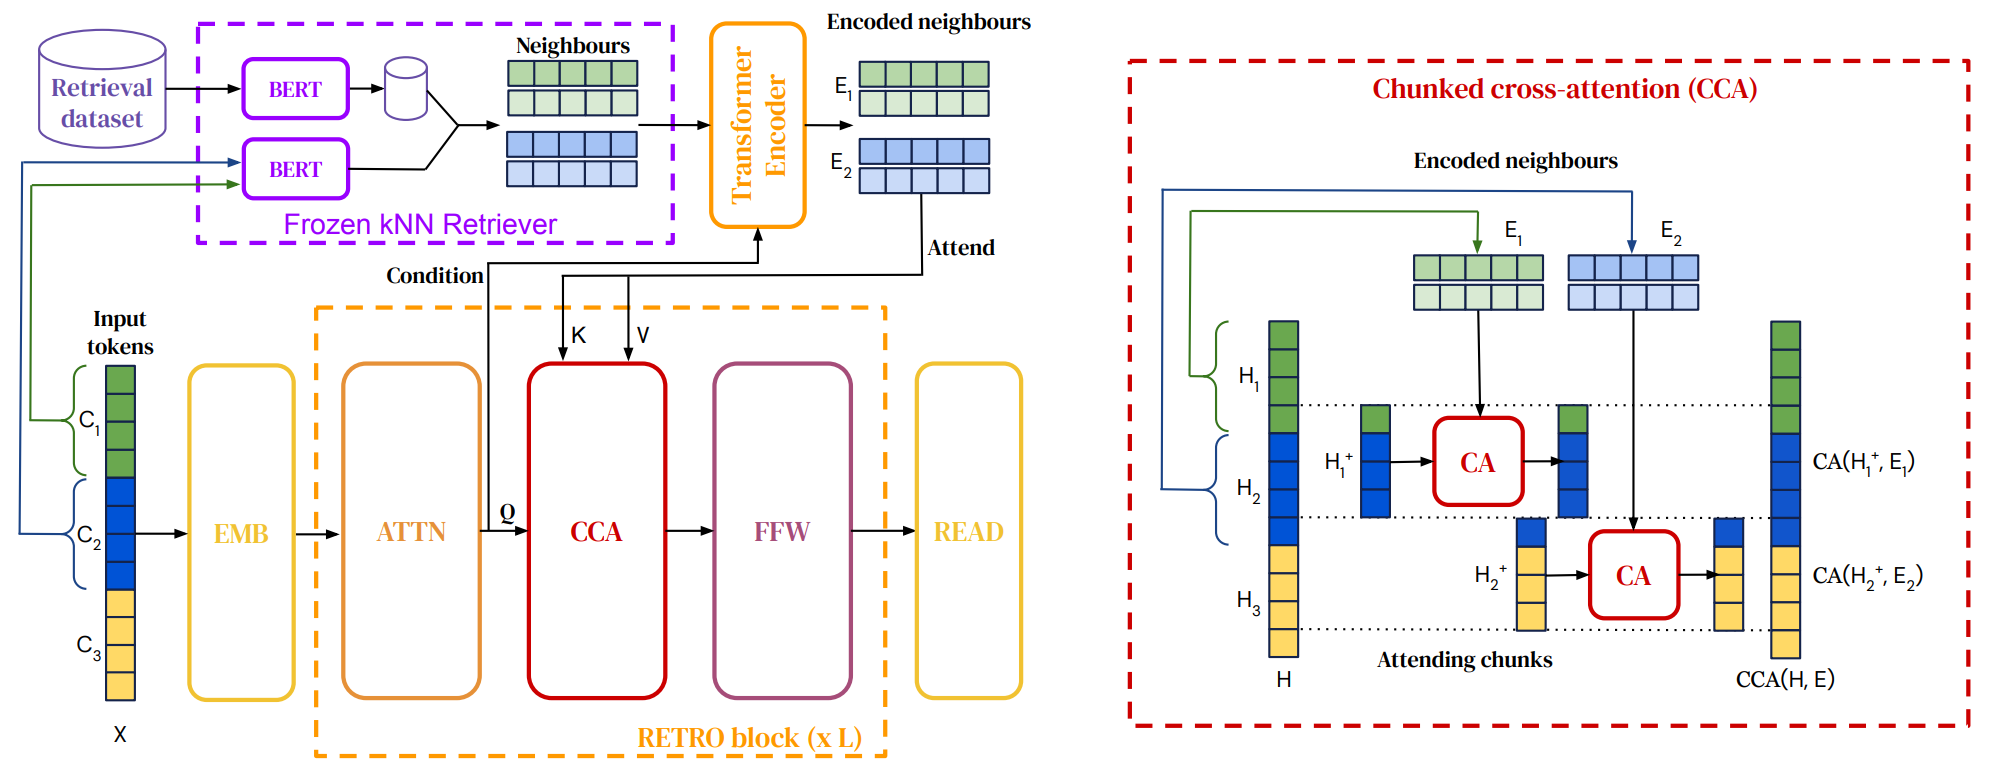 Retrieval
dataset
BERT
BERT
Frozen kNN Retriever
Neighbours
Transformer
Encoder
Encoded neighbours
E1
E2
Attend
Condition
K
V
Input
tokens
C1
C2
C3
X
EMB
ATTN
Q
CCA
FFW
READ
RETRO block (x L)
Chunked cross-attention (CCA)
Encoded neighbours
E1
E2
H1
H2
H3
H
H1+
CA
H2+
CA
Attending chunks
CA(H1+, E1)
CA(H2+, E2)
CCA(H, E)